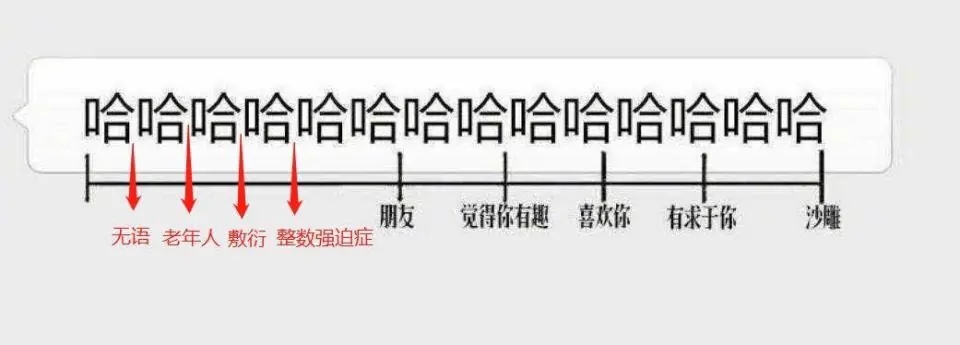 哈哈哈哈哈哈哈哈哈哈哈哈哈哈
朋友 觉得你有趣 喜欢你 有求于你 沙雕
无语 老年人 敷衍 整数强迫症